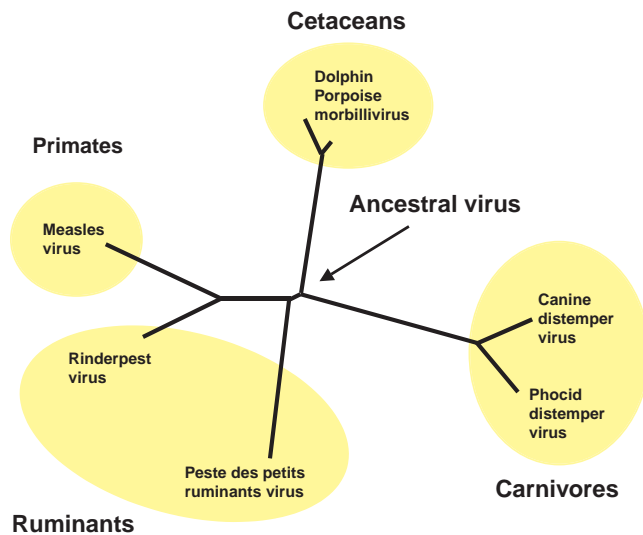 Cetaceans
Dolphin
Porpoise
morbillivirus
Primates
Measles
virus
Ancestral virus
Canine
distemper
virus
Rinderpest
virus
Phocid
distemper
virus
Peste des petits
ruminants virus
Carnivores
Ruminants